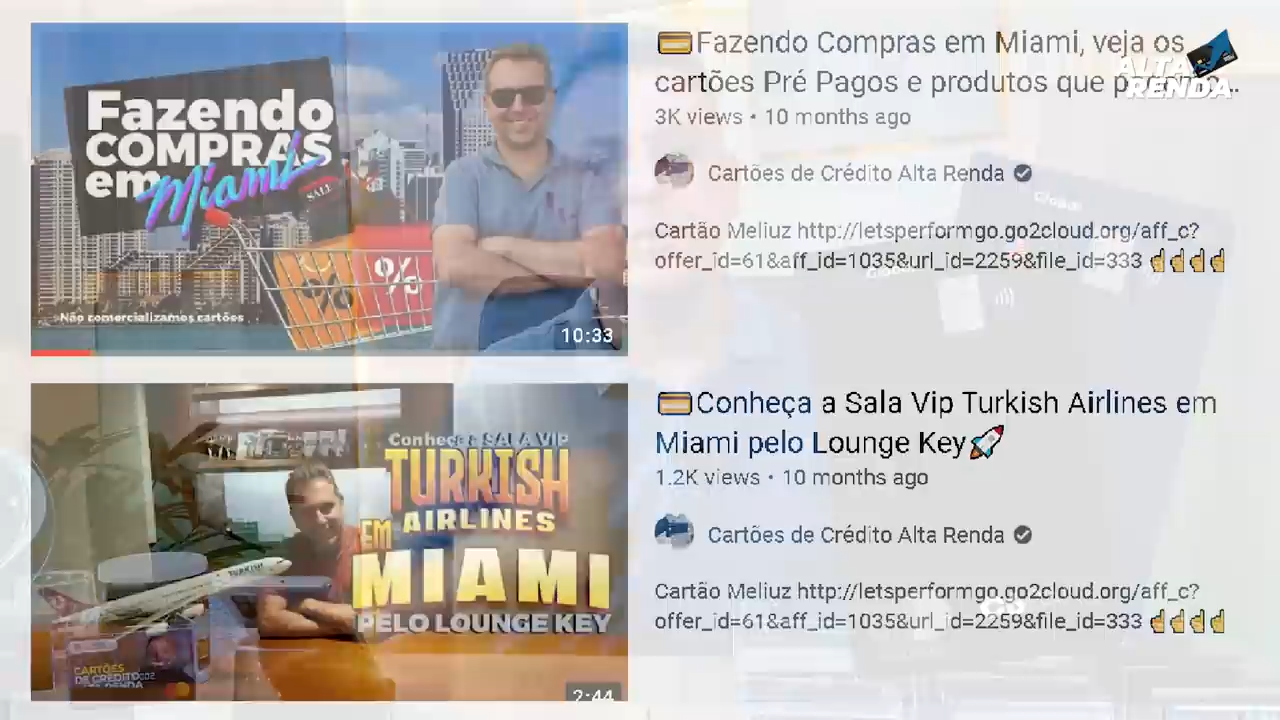 Fazendo
COMPRAS
em Miami
SALE
%
%
Não comercializamos cartões
10:33
💳Fazendo Compras em Miami, veja os
cartões Pré Pagos e produtos que
3K views • 10 months ago
Cartões de Crédito Alta Renda
Cartão Meliuz http://letsperformgo.go2cloud.org/aff_c?
offer_id=61&aff_id=1035&url_id=2259&file_id=333 ☝☝☝☝
ALTA
RENDA
Conheça a SALA VIP
TURKISH
AIRLINES
EM
MIAMI
PELO LOUNGE KEY
TURKISH
CARTÕES
DE CRÉDITO
ALTA RENDA
2:44
💳Conheça a Sala Vip Turkish Airlines em
Miami pelo Lounge Key🚀
1.2K views • 10 months ago
Cartões de Crédito Alta Renda
Cartão Meliuz http://letsperformgo.go2cloud.org/aff_c?
offer_id=61&aff_id=1035&url_id=2259&file_id=333 ☝☝☝☝